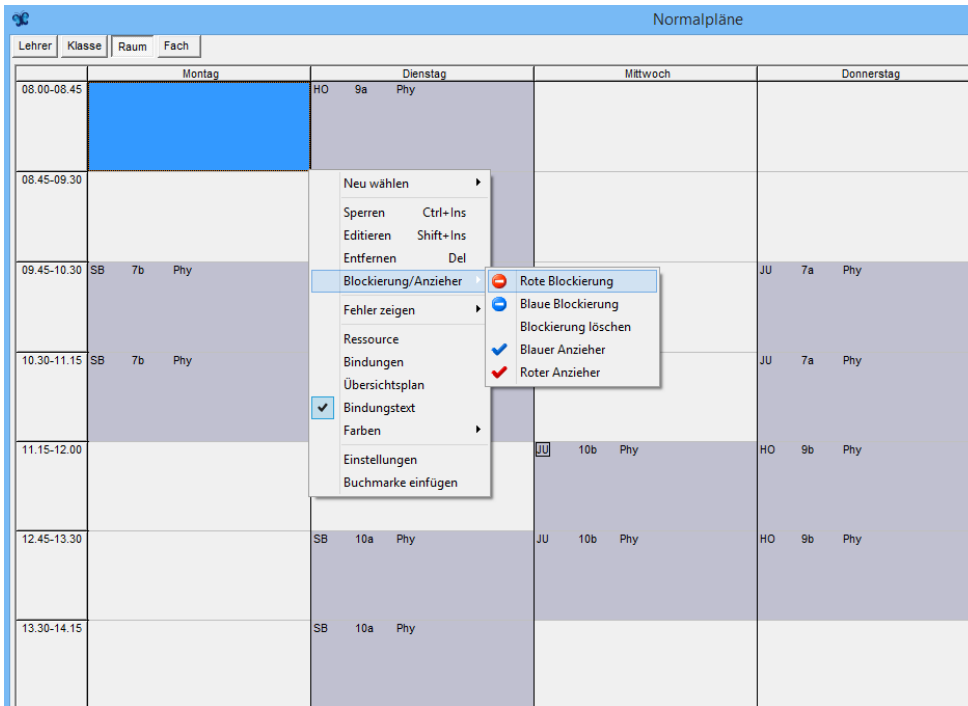 Normalpläne
Lehrer Klasse Raum Fach
Montag Dienstag Mittwoch Donnerstag
08.00-08.45 HO 9a Phy
08.45-09.30
Neu wählen
Sperren Ctrl+Ins
Editieren Shift+Ins
Entfernen Del
09.45-10.30 SB 7b Phy JU 7a Phy
Blockierung/Anzieher Rote Blockierung
Blaue Blockierung
Fehler zeigen
Blockierung löschen
Ressource
Blauer Anzieher
10.30-11.15 SB 7b Phy JU 7a Phy
Bindungen
Roter Anzieher
Übersichtsplan
Bindungstext
Farben
11.15-12.00 JU 10b Phy HO 9b Phy
Einstellungen
Buchmarke einfügen
12.45-13.30 SB 10a Phy JU 10b Phy HO 9b Phy
13.30-14.15 SB 10a Phy